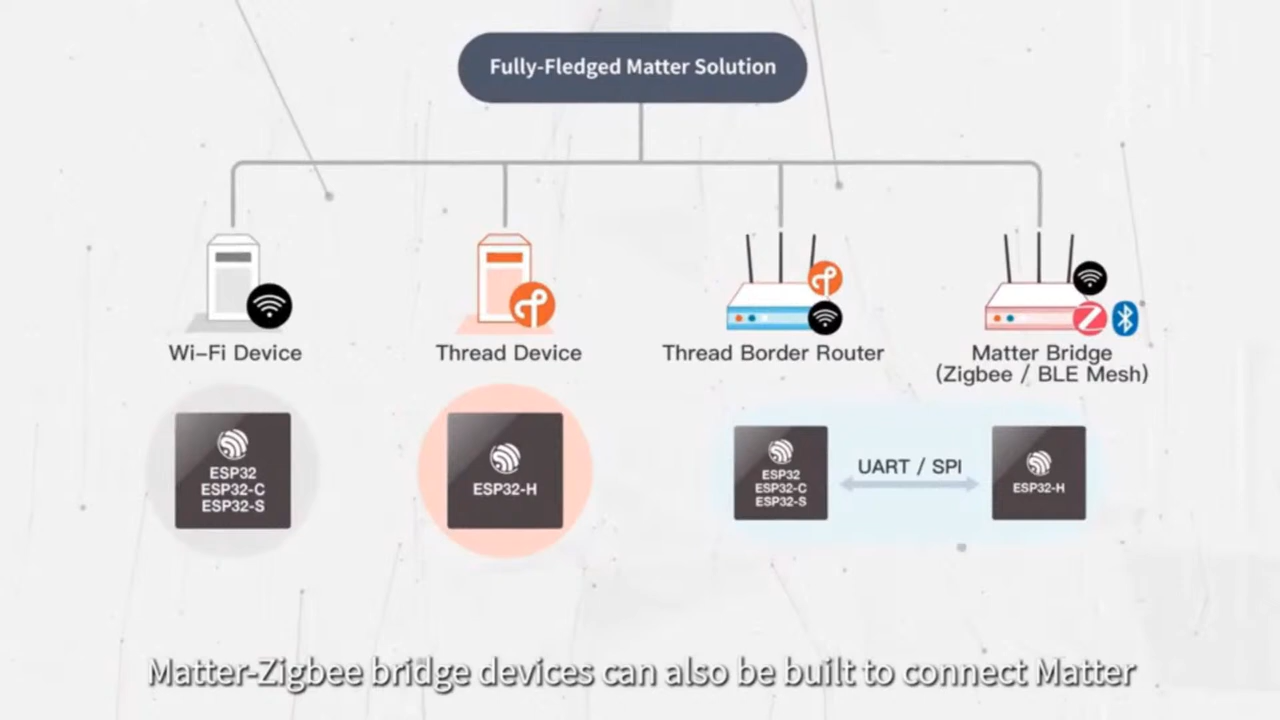 Fully-Fledged Matter Solution
Wi-Fi Device
Thread Device
Thread Border Router
Matter Bridge
(Zigbee / BLE Mesh)
ESP32
ESP32-C
ESP32-S
ESP32-H
ESP32
ESP32-C
ESP32-S
UART / SPI
ESP32-H
Matter-Zigbee bridge devices can also be built to connect Matter